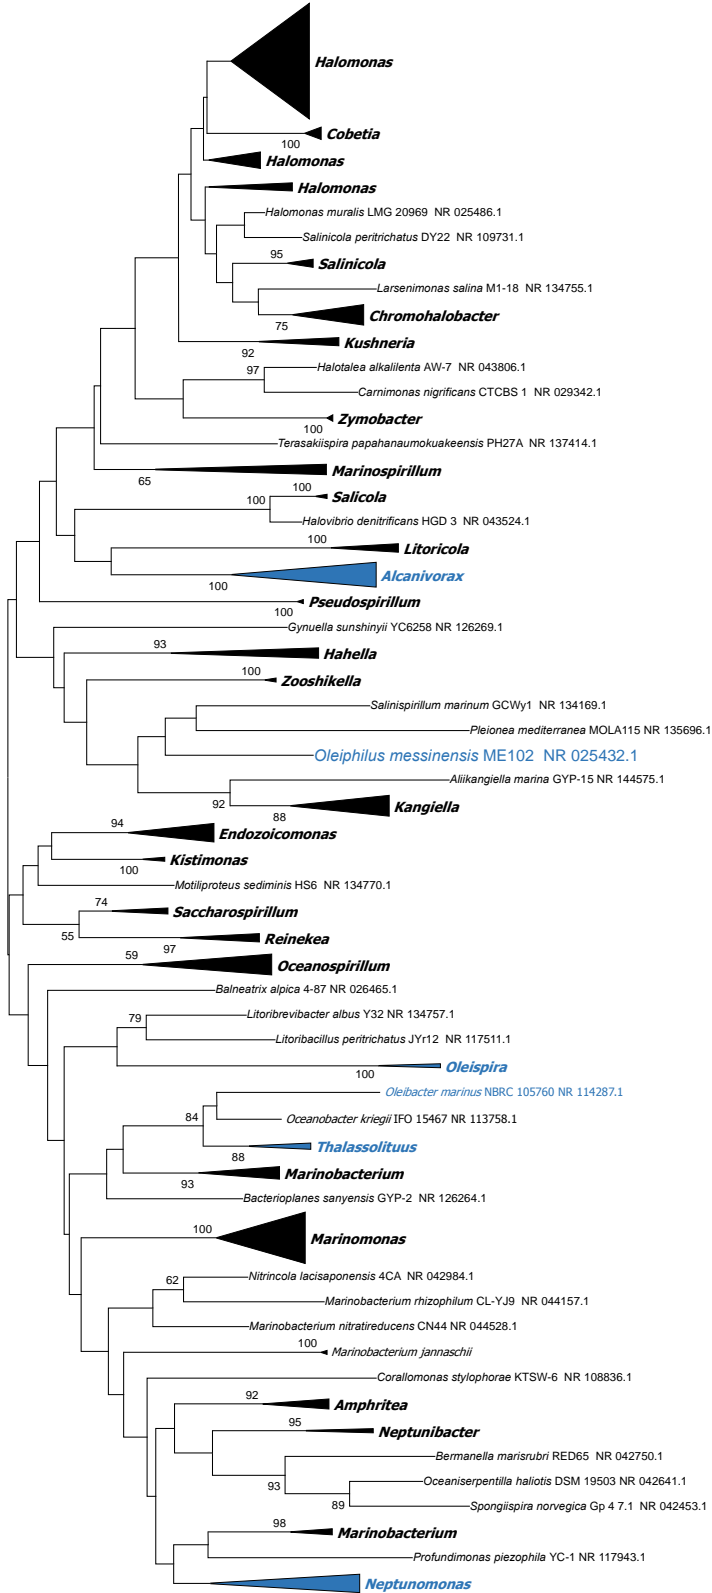 Halomonas
Cobetia
100
Halomonas
Halomonas
Halomonas muralis LMG 20969 NR 025486.1
Salinicola peritrichatus DY22 NR 109731.1
95
Salinicola
Larsenimonas salina M1-18 NR 134755.1
Chromohalobacter
75
Kushneria
92
Halotalea alkalilenta AW-7 NR 043806.1
97
Carnimonas nigrificans CTCBS 1 NR 029342.1
Zymobacter
100
Terasakiispira papahanaumokuakeensis PH27A NR 137414.1
Marinospirillum
65
100
Salicola
100
Halovibrio denitrificans HGD 3 NR 043524.1
100
Litoricola
Alcanivorax
100
Pseudospirillum
100
Gynuella sunshinyii YC6258 NR 126269.1
93
Hahella
100
Zooshikella
Salinispirillum marinum GCWy1 NR 134169.1
Pleionea mediterranea MOLA115 NR 135696.1
Oleiphilus messinensis ME102 NR 025432.1
Aliikangiella marina GYP-15 NR 144575.1
92
88
Kangiella
94
Endozoicomonas
Kistimonas
100
Motiliproteus sediminis HS6 NR 134770.1
74
Saccharospirillum
55
Reinekea
97
59
Oceanospirillum
Balneatrix alpica 4-87 NR 026465.1
Litoribrevibacter albus Y32 NR 134757.1
79
Litoribacillus peritrichatus JYr12 NR 117511.1
Oleispira
100
Oleibacter marinus NBRC 105760 NR 114287.1
84
Oceanobacter kriegii IFO 15467 NR 113758.1
Thalassolituus
88
Marinobacterium
93
Bacterioplanes sanyensis GYP-2 NR 126264.1
100
Marinomonas
Nitrincola lacisaponensis 4CA NR 042984.1
62
Marinobacterium rhizophilum CL-YJ9 NR 044157.1
Marinobacterium nitratireducens CN44 NR 044528.1
100
Marinobacterium jannaschii
Corallomonas stylophorae KTSW-6 NR 108836.1
92
Amphritea
95
Neptunibacter
Bermanella marisrubri RED65 NR 042750.1
93
Oceaniserpentilla haliotis DSM 19503 NR 042641.1
89
Spongiispira norvegica Gp 4 7.1 NR 042453.1
98
Marinobacterium
Profundimonas piezophila YC-1 NR 117943.1
Neptunomonas